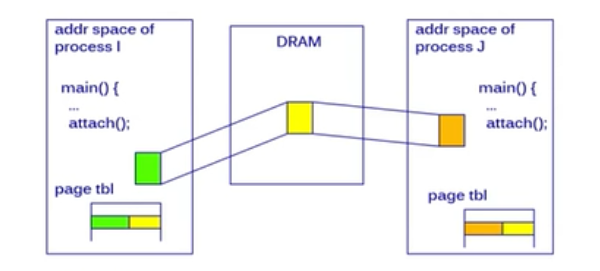 addr space of
process I
main() {
...
attach();
page tbl
DRAM
addr space of
process J
main() {
...
attach();
page tbl